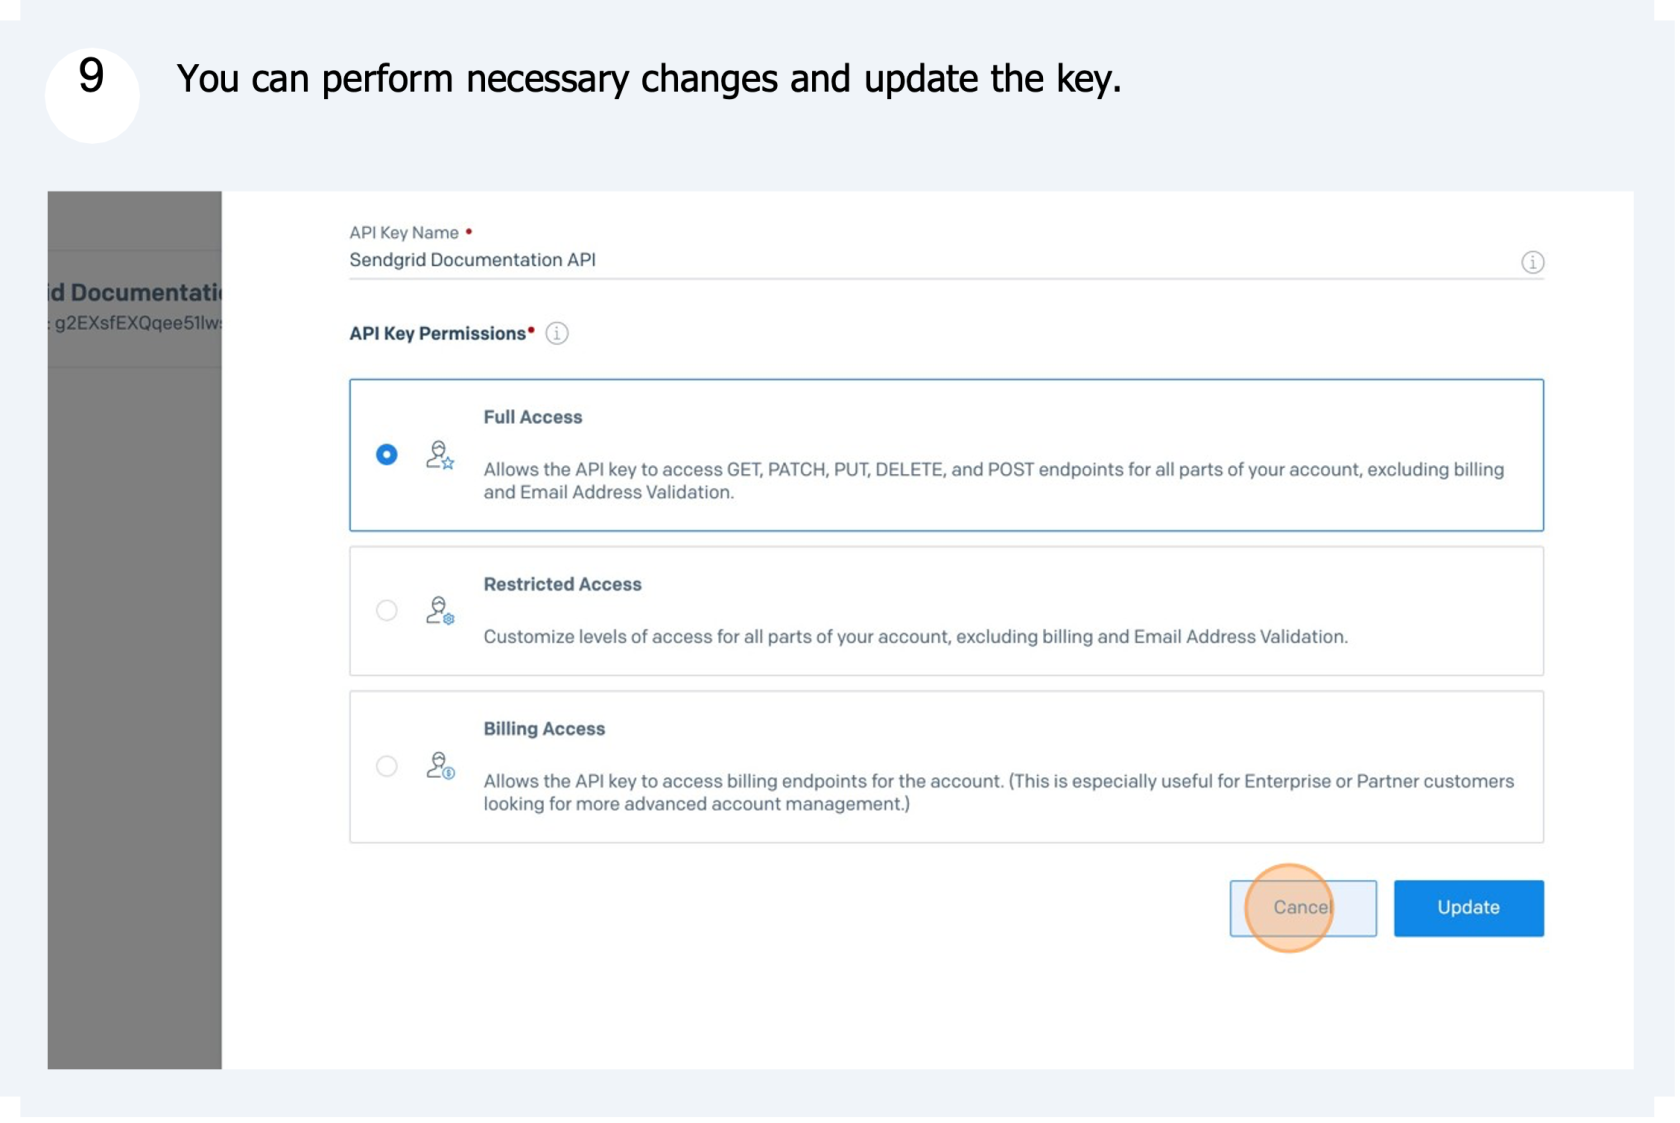 9
You can perform necessary changes and update the key.
API Key Name •
Sendgrid Documentation API
id Documentati
: g2EXsfEXQqee51lw
API Key Permissions•
Full Access
Allows the API key to access GET, PATCH, PUT, DELETE, and POST endpoints for all parts of your account, excluding billing
and Email Address Validation.
Restricted Access
Customize levels of access for all parts of your account, excluding billing and Email Address Validation.
Billing Access
Allows the API key to access billing endpoints for the account. (This is especially useful for Enterprise or Partner customers
looking for more advanced account management.)
Cancel
Update